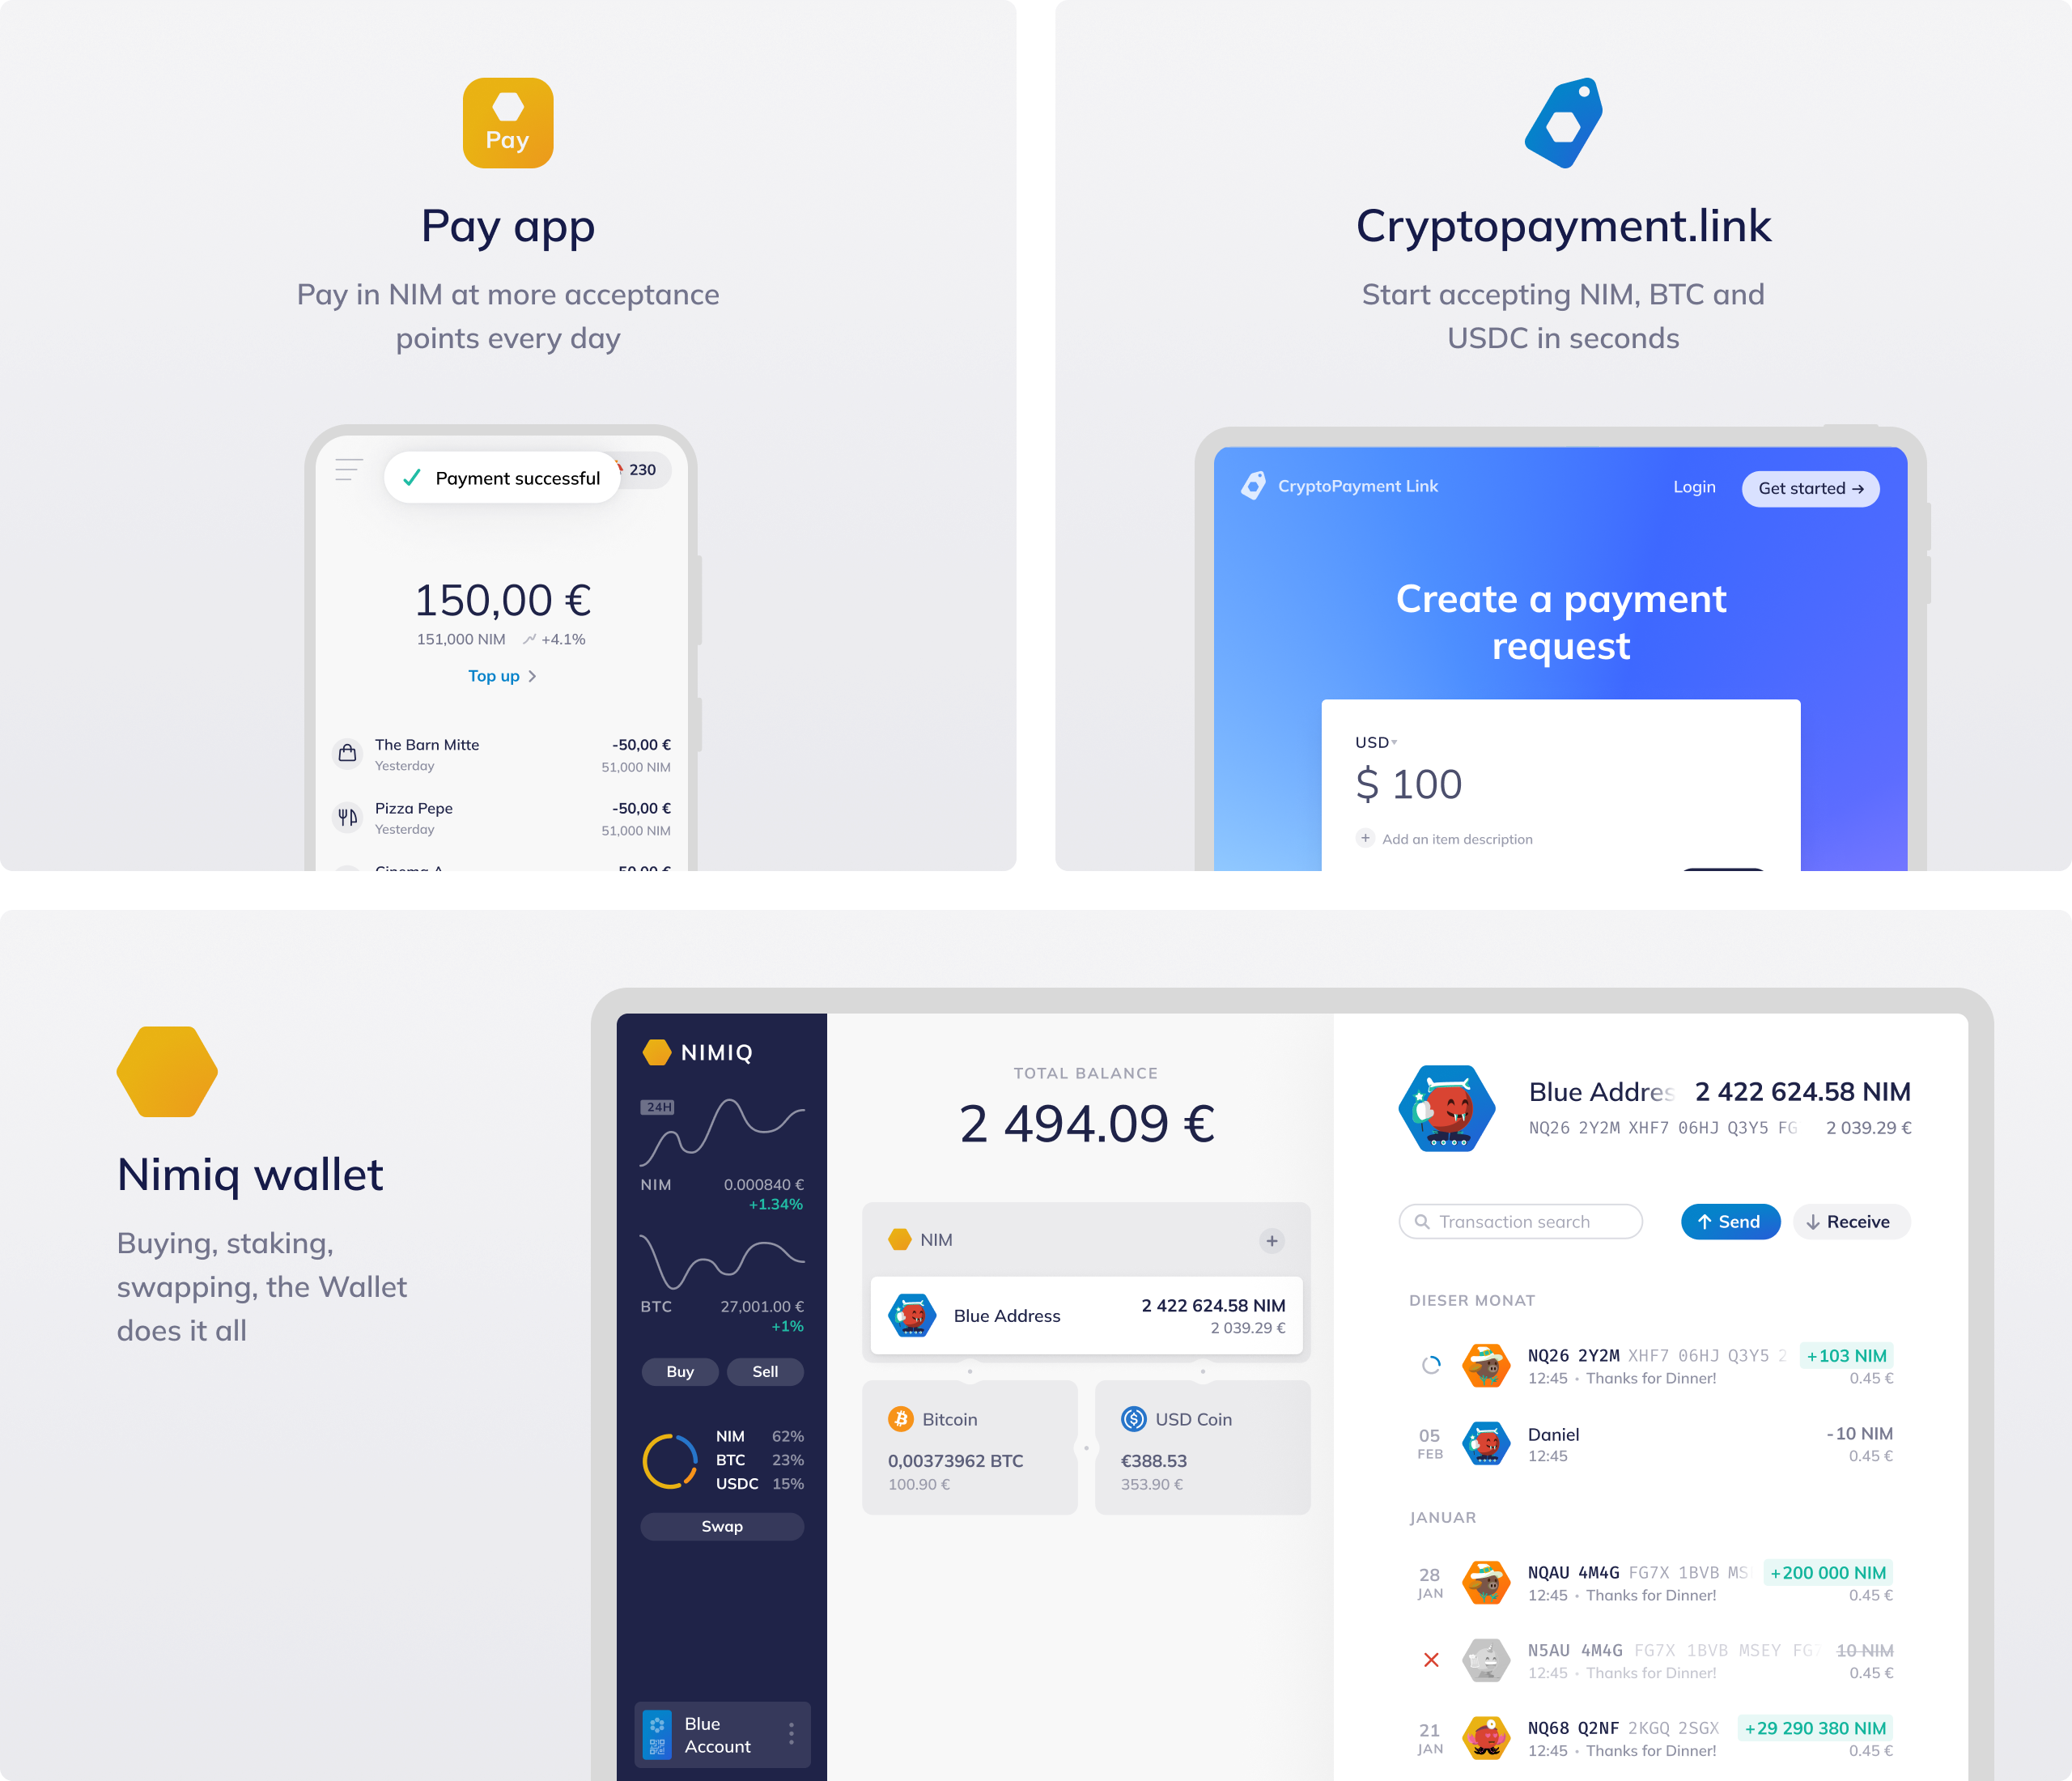 Pay
Pay app
Pay in NIM at more acceptance
points every day
Payment successful
230
150,00 €
151,000 NIM +4.1%
Top up
The Barn Mitte -50,00 €
Yesterday 51,000 NIM
Pizza Pepe -50,00 €
Yesterday 51,000 NIM
Cryptopayment.link
Start accepting NIM, BTC and
USDC in seconds
CryptoPayment Link
Login
Get started →
Create a payment
request
USD
$ 100
+ Add an item description
Nimiq wallet
Buying, staking,
swapping, the Wallet
does it all
NIMIQ
24H
NIM 0.000840 €
+1.34%
BTC 27,001.00 €
+1%
Buy Sell
NIM 62%
BTC 23%
USDC 15%
Swap
Blue
Account
TOTAL BALANCE
2 494.09 €
NIM
Blue Address 2 422 624.58 NIM
2 039.29 €
Bitcoin
0,00373962 BTC
100.90 €
USD Coin
€388.53
353.90 €
Blue Addres 2 422 624.58 NIM
NQ26 2Y2M XHF7 06HJ Q3Y5 FG 2 039.29 €
Transaction search
Send
Receive
DIESER MONAT
NQ26 2Y2M XHF7 06HJ Q3Y5 2 +103 NIM
12:45 • Thanks for Dinner! 0.45 €
05 Daniel -10 NIM
FEB 12:45 0.45 €
JANUAR
28 NQAU 4M4G FG7X 1BVB MS +200 000 NIM
JAN 12:45 • Thanks for Dinner! 0.45 €
N5AU 4M4G FG7X 1BVB MSEY FG7 10 NIM
12:45 • Thanks for Dinner! 0.45 €
21 NQ68 Q2NF 2KGQ 2SGX +29 290 380 NIM
JAN 12:45 • Thanks for Dinner! 0.45 €